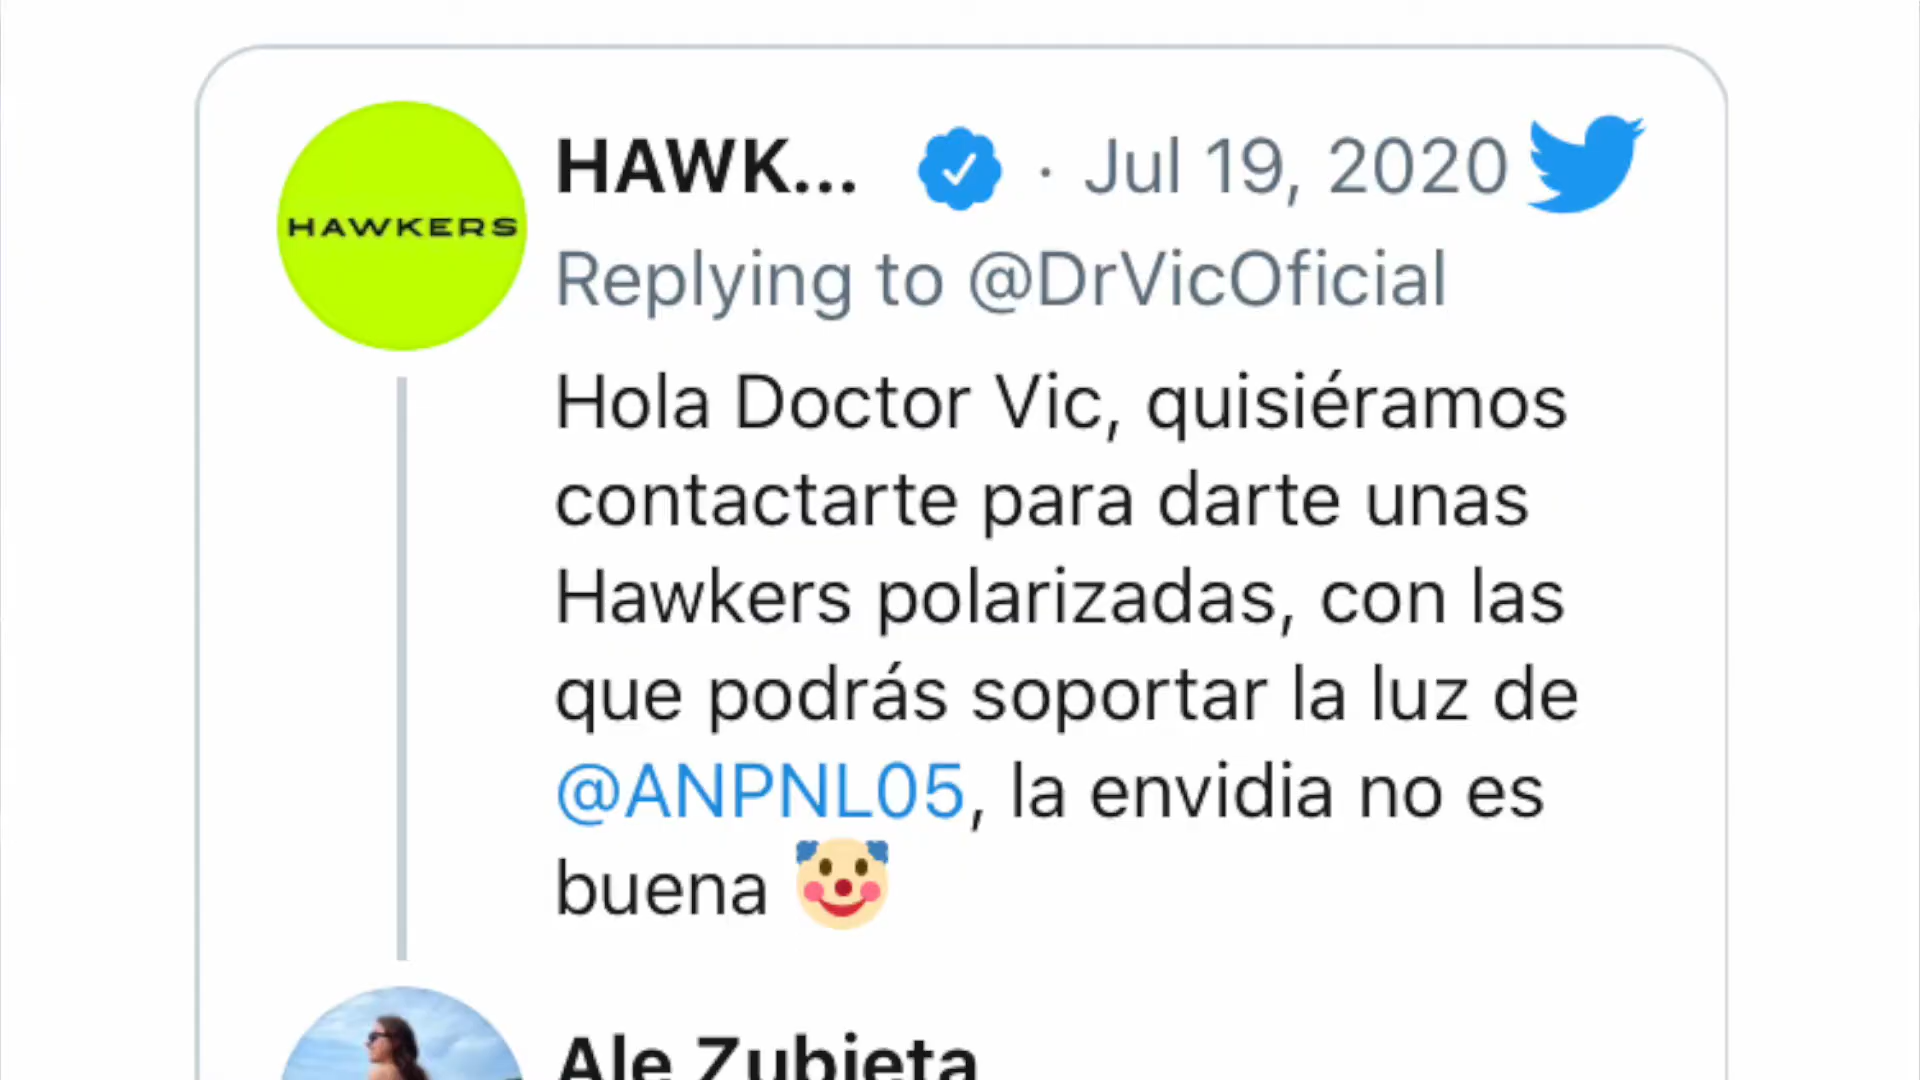 HAWKERS
HAWK... · Jul 19, 2020
Replying to @DrVicOficial
Hola Doctor Vic, quisiéramos
contactarte para darte unas
Hawkers polarizadas, con las
que podrás soportar la luz de
@ANPNL05, la envidia no es
buena 🤡
Ale Zubieta